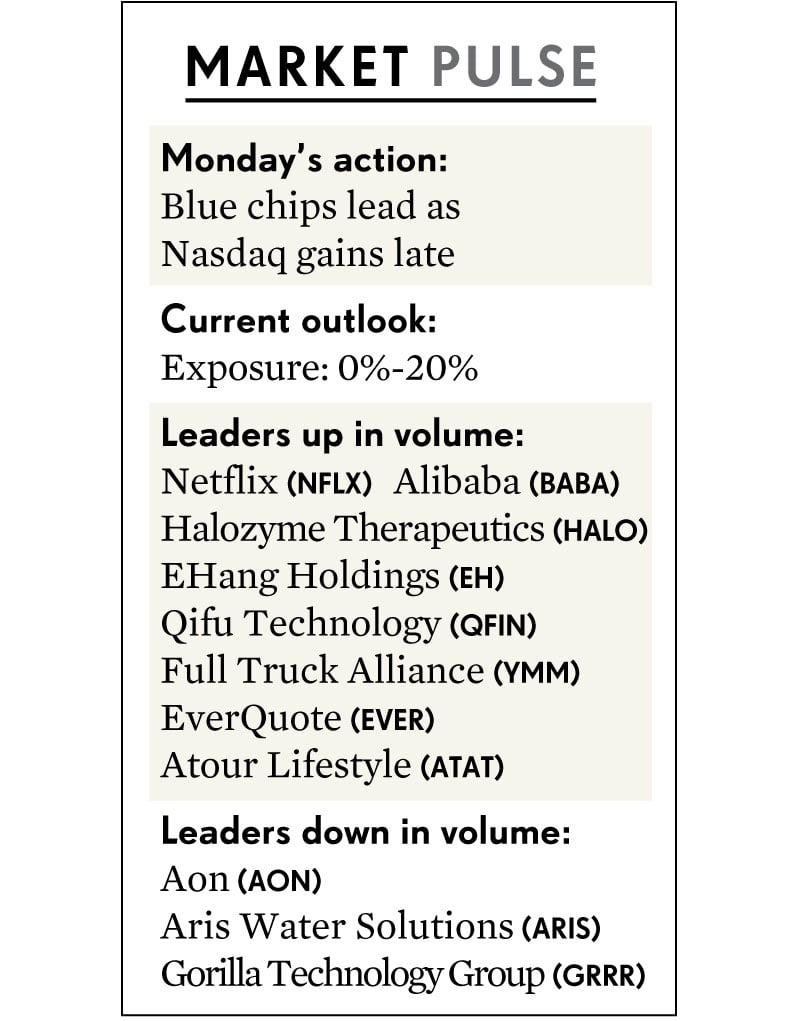 MARKET PULSE
Monday’s action:
Blue chips lead as
Nasdaq gains late
Current outlook:
Exposure: 0%-20%
Leaders up in volume:
Netflix (NFLX) Alibaba (BABA)
Halozyme Therapeutics (HALO)
EHang Holdings (EH)
Qifu Technology (QFIN)
Full Truck Alliance (YMM)
EverQuote (EVER)
Atour Lifestyle (ATAT)
Leaders down in volume:
Aon (AON)
Aris Water Solutions (ARIS)
Gorilla Technology Group (GRRR)